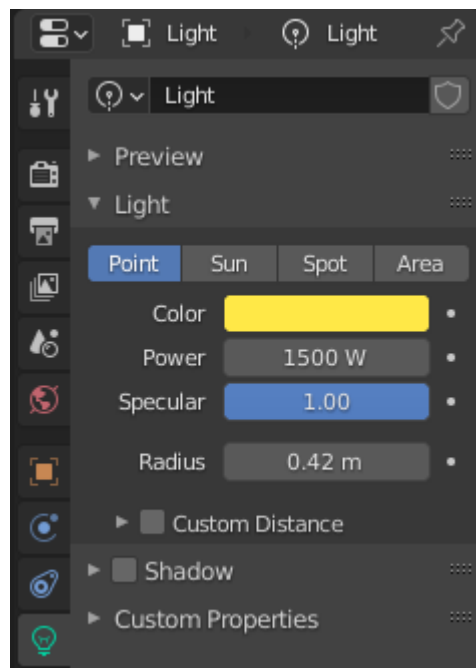 Light Light
Light
Preview
Light
Point Sun Spot Area
Color
Power 1500 W
Specular 1.00
Radius 0.42 m
Custom Distance
Shadow
Custom Properties